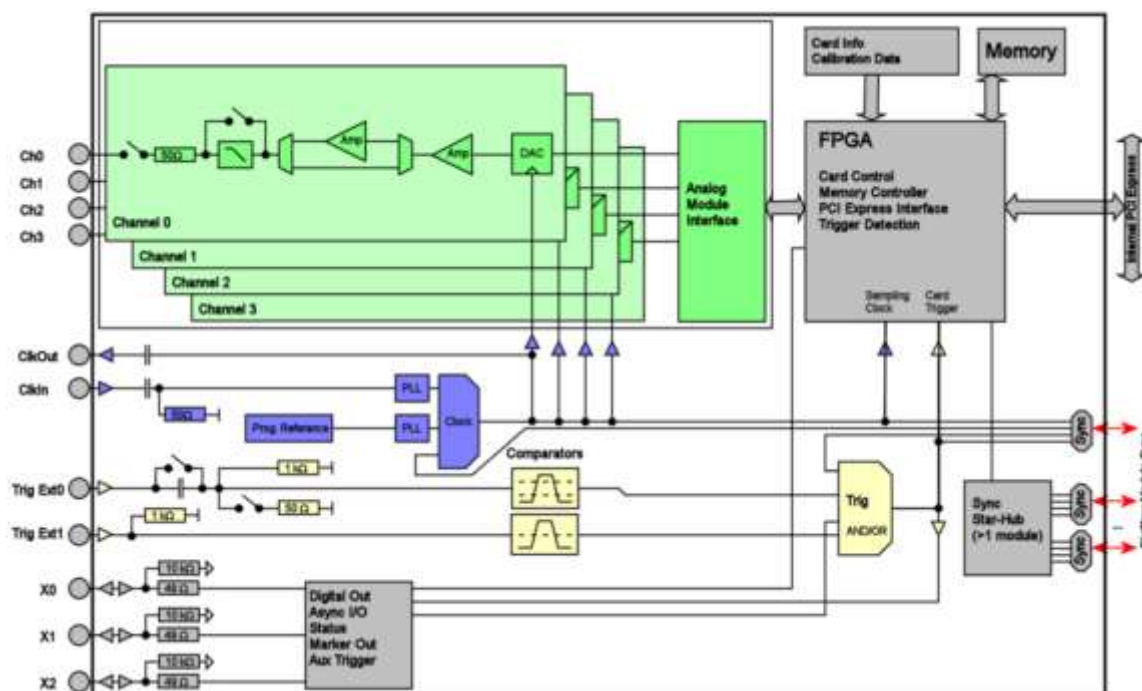 Card Info
Calibration Data
Memory
Ch0
50Ω
Amp
Amp
DAC
Ch1
Ch2
Ch3
Channel 0
Channel 1
Channel 2
Channel 3
Analog
Module
Interface
FPGA
Card Control
Memory Controller
PCI Express Interface
Trigger Detection
Sampling
Clock
Card
Trigger
Internal PCI Express
ClkOut
ClkIn
50Ω
PLL
Prog. Reference
PLL
Clock
Sync
Comparators
Trig Ext0
1 kΩ
50 Ω
Trig Ext1
1 kΩ
Trig
AND/OR
Sync
Star-Hub
(>1 module)
Sync
Sync
X0
10 kΩ
49 Ω
X1
10 kΩ
49 Ω
X2
10 kΩ
49 Ω
Digital Out
Async I/O
Status
Marker Out
Aux Trigger